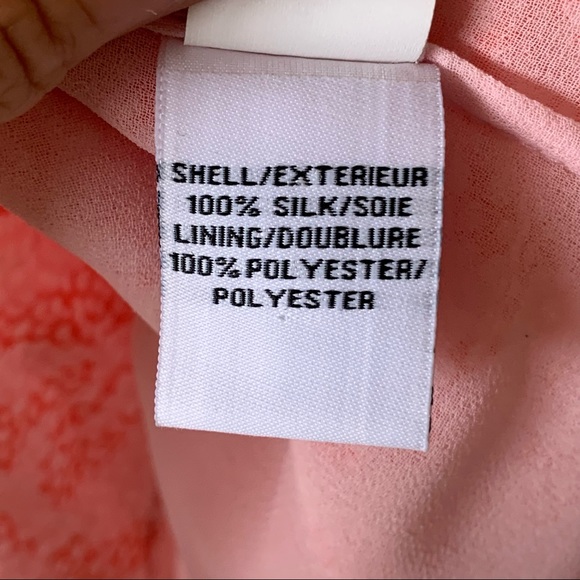 SHELL/EXTERIEUR
100% SILK/SOIE
LINING/DOUBLURE
100% POLYESTER/
POLYESTER